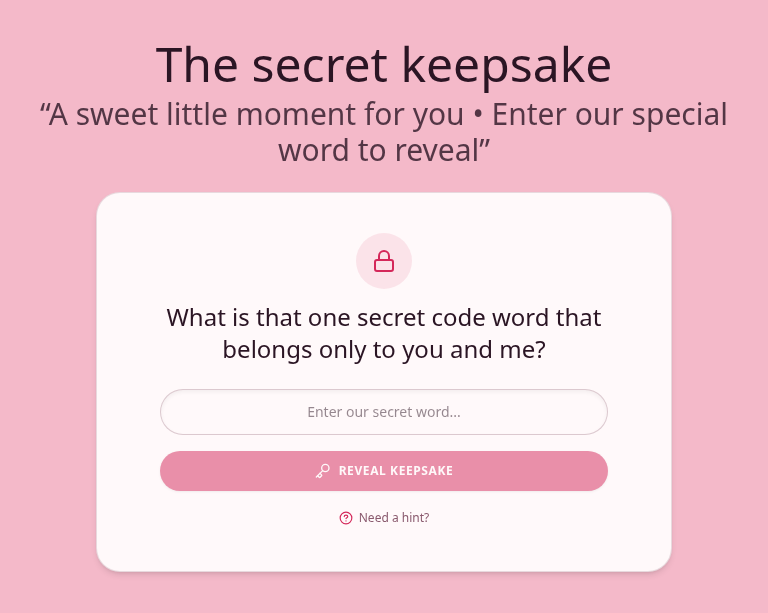 The secret keepsake
“A sweet little moment for you • Enter our special
word to reveal”
What is that one secret code word that
belongs only to you and me?
Enter our secret word...
REVEAL KEEPSAKE
Need a hint?